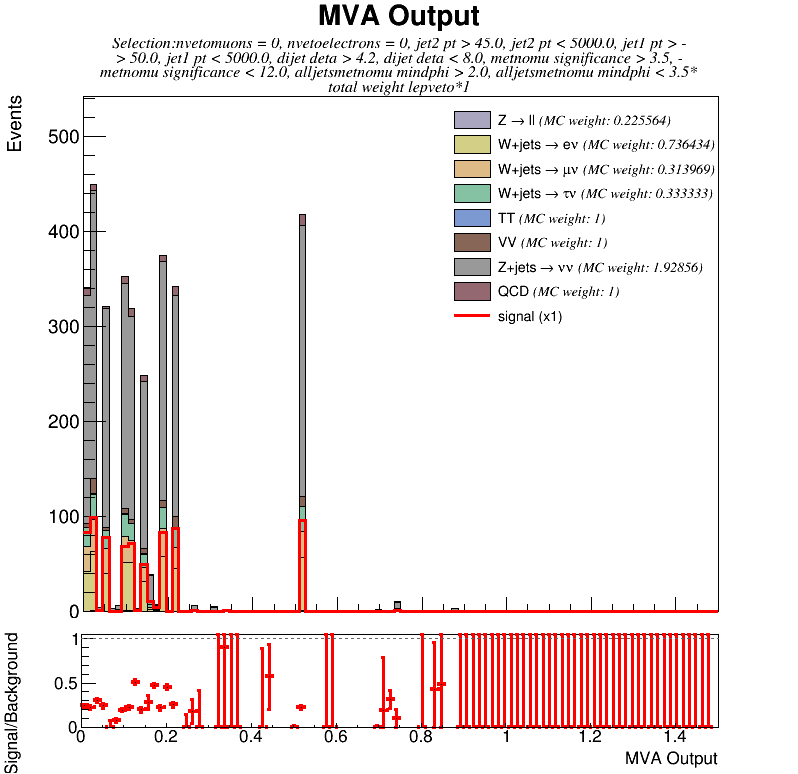 MVA Output
Selection:nvetomuons = 0, nvetoelectrons = 0, jet2 pt > 45.0, jet2 pt < 5000.0, jet1 pt > -
> 50.0, jet1 pt < 5000.0, dijet deta > 4.2, dijet deta < 8.0, metnomu significance > 3.5, -
metnomu significance < 12.0, alljetsmetnomu mindphi > 2.0, alljetsmetnomu mindphi < 3.5*
total weight lepveto*1
Events
500
400
300
200
100
0
Z → ll (MC weight: 0.225564)
W+jets → eν (MC weight: 0.736434)
W+jets → μν (MC weight: 0.313969)
W+jets → τν (MC weight: 0.333333)
TT (MC weight: 1)
VV (MC weight: 1)
Z+jets → νν (MC weight: 1.92856)
QCD (MC weight: 1)
signal (x1)
Signal/Background
1
0.5
0
0 0.2 0.4 0.6 0.8 1 1.2 1.4
MVA Output